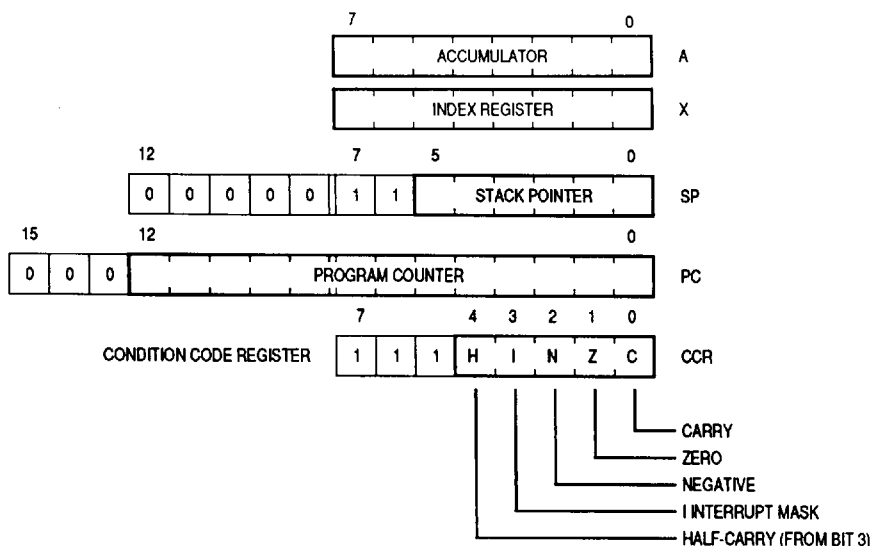 7 0
ACCUMULATOR A
INDEX REGISTER X
12 7 5 0
0 0 0 0 0 1 1 STACK POINTER SP
15 12 0
0 0 0 PROGRAM COUNTER PC
7 4 3 2 1 0
CONDITION CODE REGISTER 1 1 1 H I N Z C CCR
CARRY
ZERO
NEGATIVE
I INTERRUPT MASK
HALF-CARRY (FROM BIT 3)